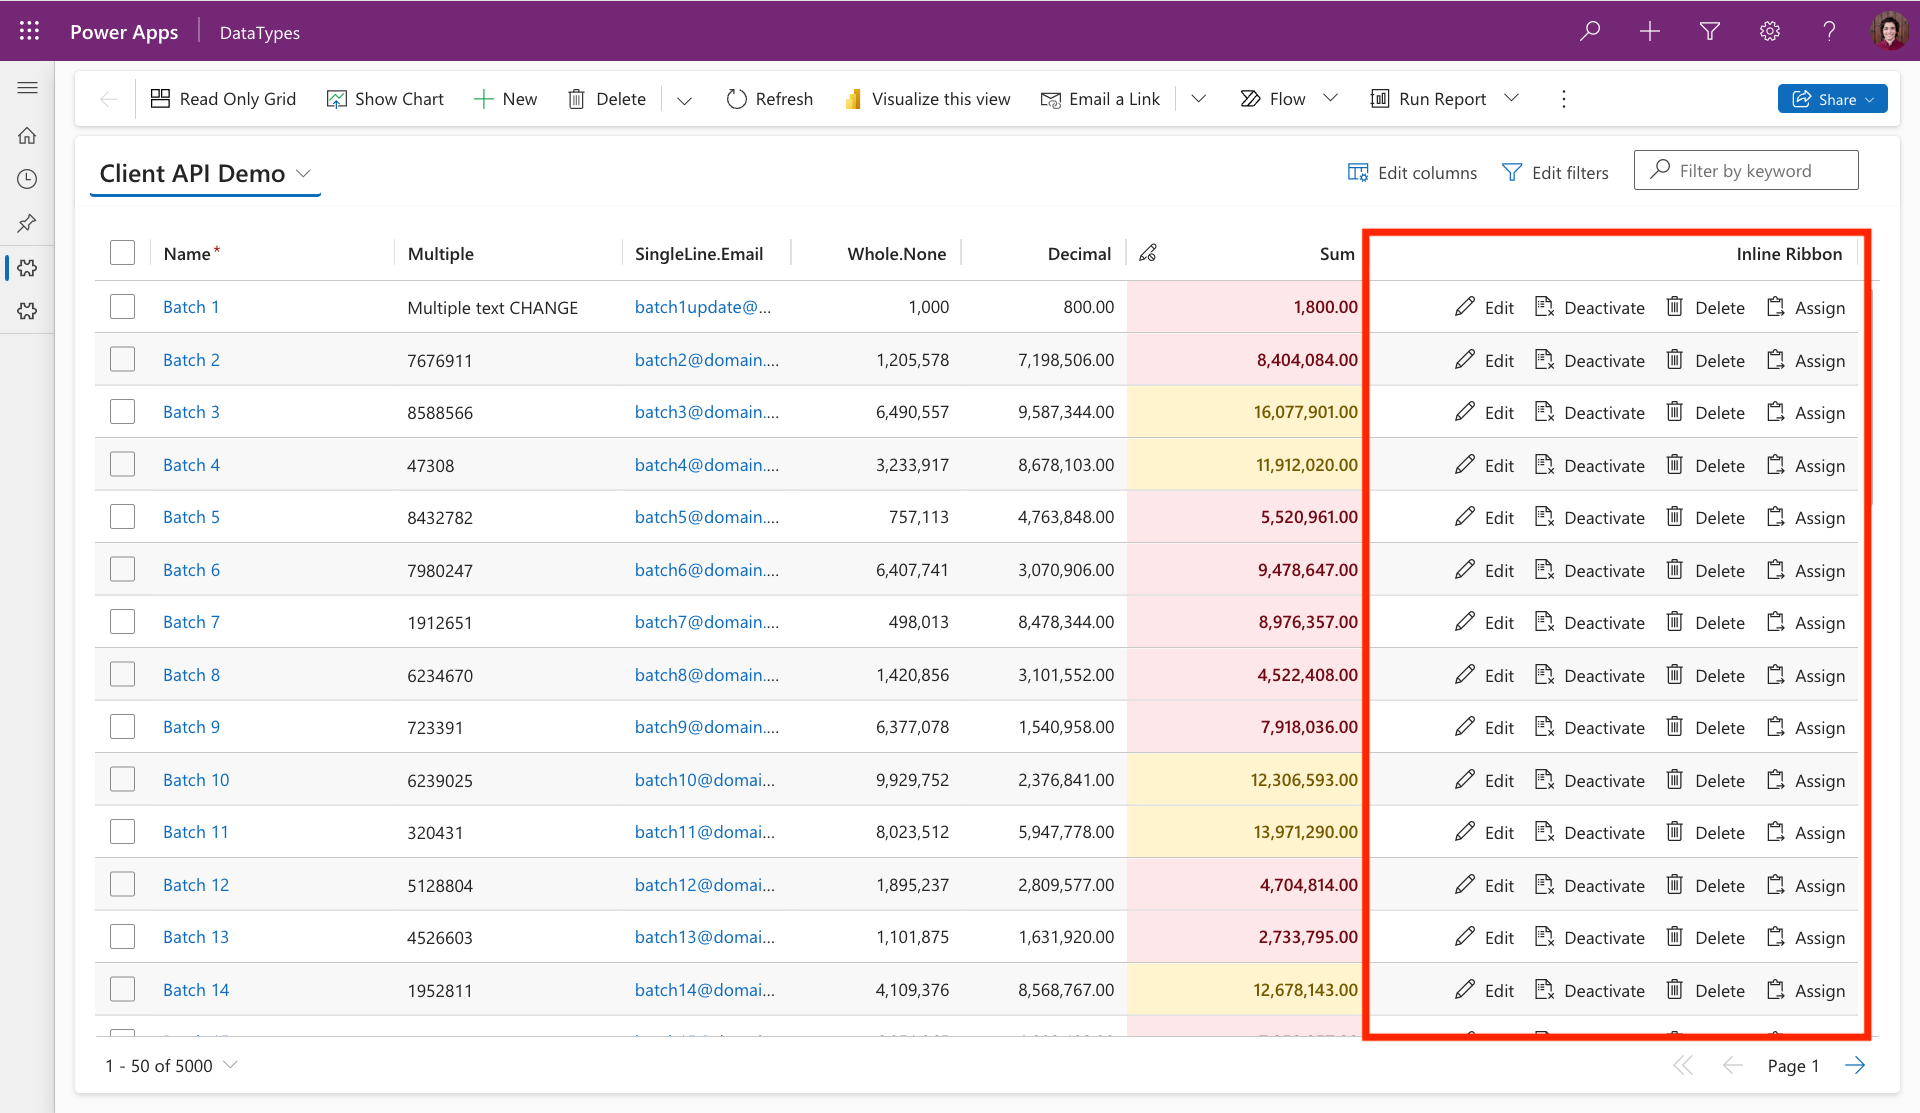 Power Apps DataTypes
Read Only Grid Show Chart New Delete Refresh Visualize this view Email a Link Flow Run Report Share
Client API Demo Edit columns Edit filters Filter by keyword
Name* Multiple SingleLine.Email Whole.None Decimal Sum Inline Ribbon
Batch 1 Multiple text CHANGE batch1update@... 1,000 800.00 1,800.00 Edit Deactivate Delete Assign
Batch 2 7676911 batch2@domain.... 1,205,578 7,198,506.00 8,404,084.00 Edit Deactivate Delete Assign
Batch 3 8588566 batch3@domain.... 6,490,557 9,587,344.00 16,077,901.00 Edit Deactivate Delete Assign
Batch 4 47308 batch4@domain.... 3,233,917 8,678,103.00 11,912,020.00 Edit Deactivate Delete Assign
Batch 5 8432782 batch5@domain.... 757,113 4,763,848.00 5,520,961.00 Edit Deactivate Delete Assign
Batch 6 7980247 batch6@domain.... 6,407,741 3,070,906.00 9,478,647.00 Edit Deactivate Delete Assign
Batch 7 1912651 batch7@domain.... 498,013 8,478,344.00 8,976,357.00 Edit Deactivate Delete Assign
Batch 8 6234670 batch8@domain.... 1,420,856 3,101,552.00 4,522,408.00 Edit Deactivate Delete Assign
Batch 9 723391 batch9@domain.... 6,377,078 1,540,958.00 7,918,036.00 Edit Deactivate Delete Assign
Batch 10 6239025 batch10@domai... 9,929,752 2,376,841.00 12,306,593.00 Edit Deactivate Delete Assign
Batch 11 320431 batch11@domai... 8,023,512 5,947,778.00 13,971,290.00 Edit Deactivate Delete Assign
Batch 12 5128804 batch12@domai... 1,895,237 2,809,577.00 4,704,814.00 Edit Deactivate Delete Assign
Batch 13 4526603 batch13@domai... 1,101,875 1,631,920.00 2,733,795.00 Edit Deactivate Delete Assign
Batch 14 1952811 batch14@domai... 4,109,376 8,568,767.00 12,678,143.00 Edit Deactivate Delete Assign
1 - 50 of 5000 Page 1